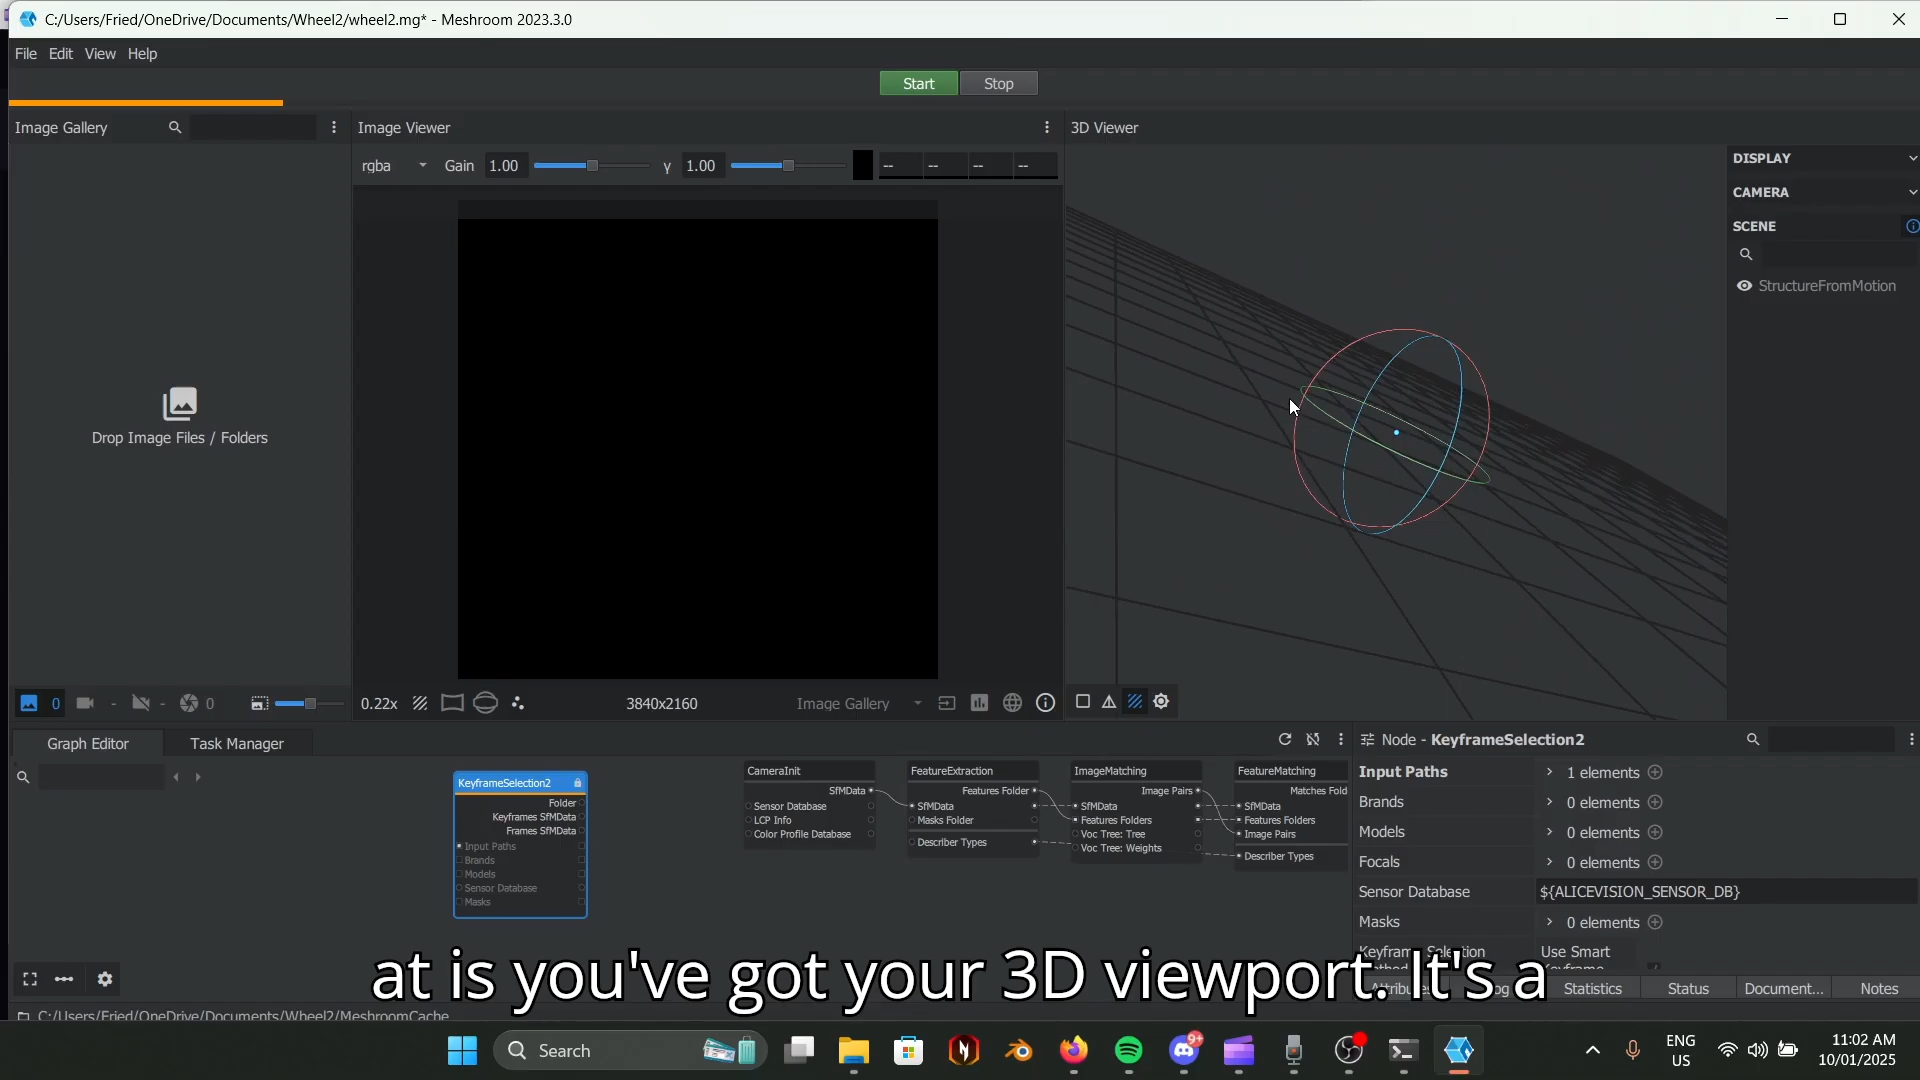 C:/Users/Fried/OneDrive/Documents/Wheel2/wheel2.mg* - Meshroom 2023.3.0
File Edit View Help
Start Stop
Image Gallery
Image Viewer
3D Viewer
rgba Gain 1.00 γ 1.00 -- -- -- --
DISPLAY
CAMERA
SCENE
StructureFromMotion
Drop Image Files / Folders
0 - - 0
0.22x 3840x2160 Image Gallery
Graph Editor Task Manager
Node - KeyframeSelection2
KeyframeSelection2
Folder
Keyframes SfMData
Frames SfMData
Input Paths
Brands
Models
Sensor Database
Masks
CameraInit
SfMData
Sensor Database
LCP Info
Color Profile Database
FeatureExtraction
Features Folder
SfMData
Masks Folder
Describer Types
ImageMatching
Image Pairs
SfMData
Features Folders
Voc Tree: Tree
Voc Tree: Weights
FeatureMatching
Matches Fold
SfMData
Features Folders
Image Pairs
Describer Types
Input Paths 1 elements
Brands 0 elements
Models 0 elements
Focals 0 elements
Sensor Database ${ALICEVISION_SENSOR_DB}
Masks 0 elements
Use Smart
Statistics Status Document... Notes
at is you've got your 3D viewport. It's a
C:/Users/Fried/OneDrive/Documents/Wheel2/MeshroomCache
Search
9+
ENG
US
11:02 AM
10/01/2025